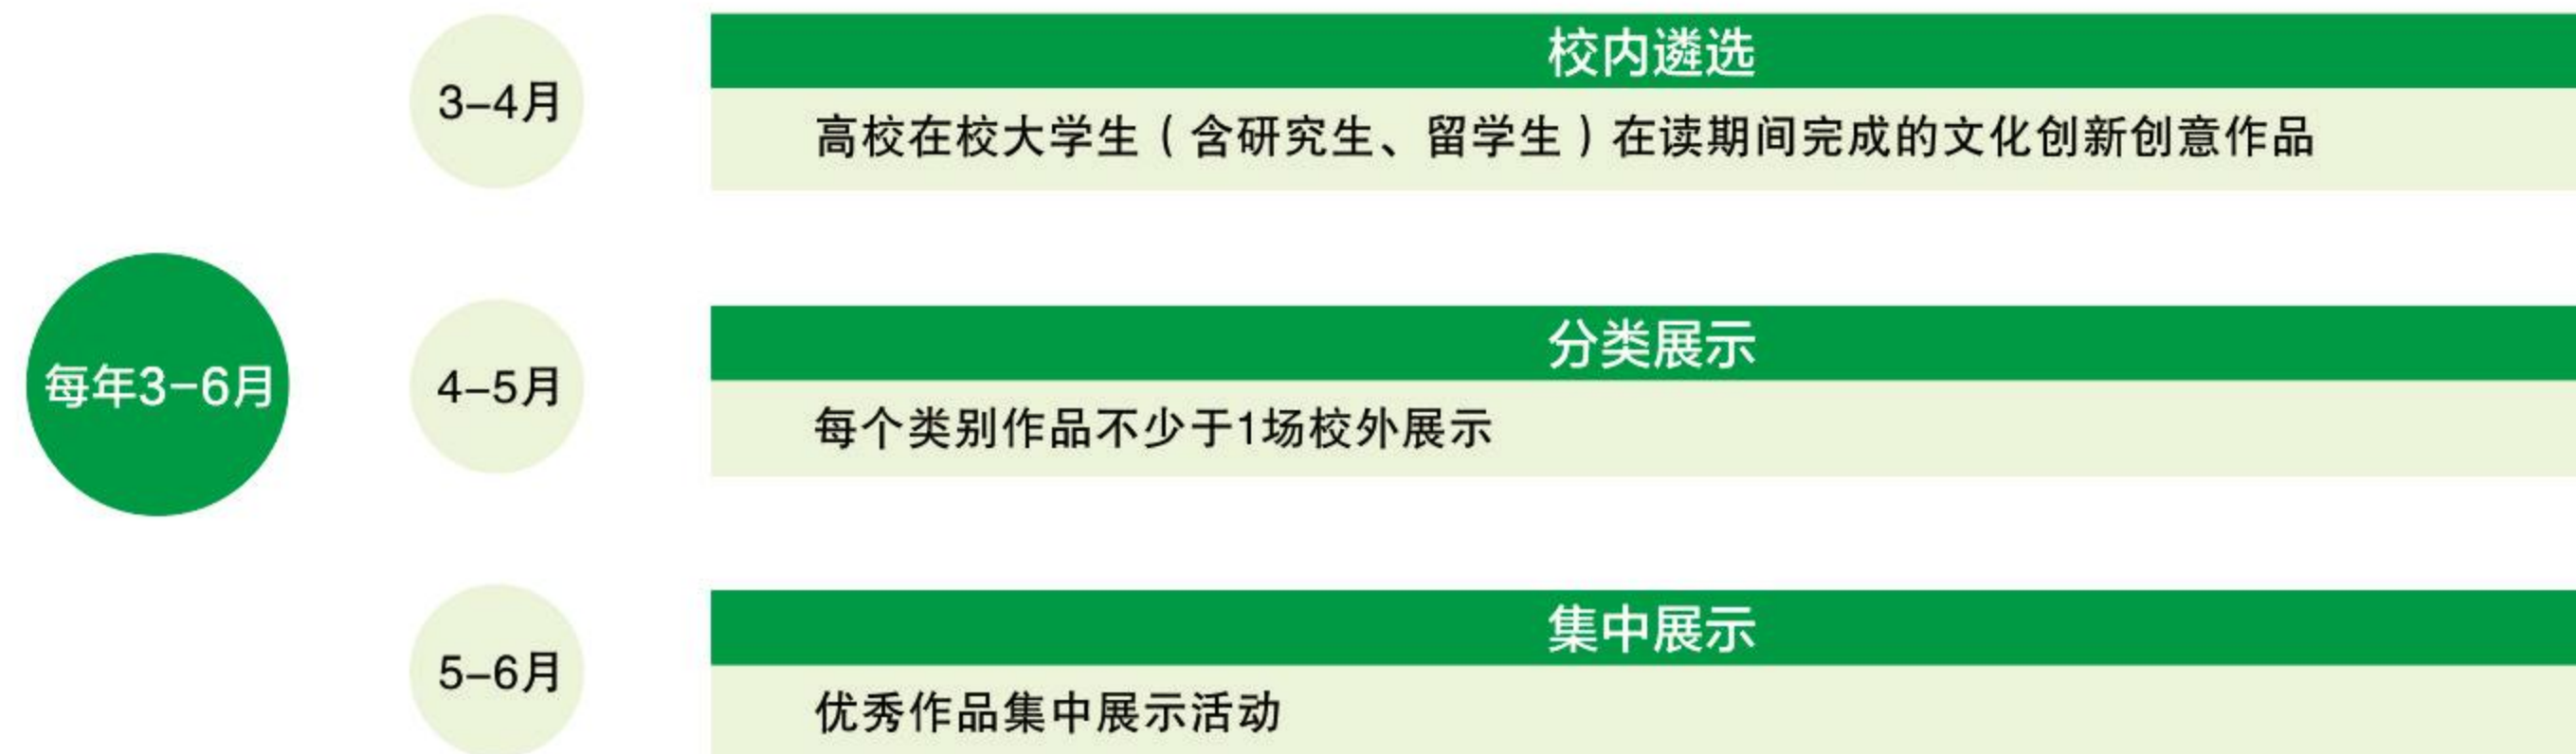 3–4月
校内遴选
高校在校大学生（含研究生、留学生）在读期间完成的文化创新创意作品
每年3–6月
4–5月
分类展示
每个类别作品不少于1场校外展示
5–6月
集中展示
优秀作品集中展示活动